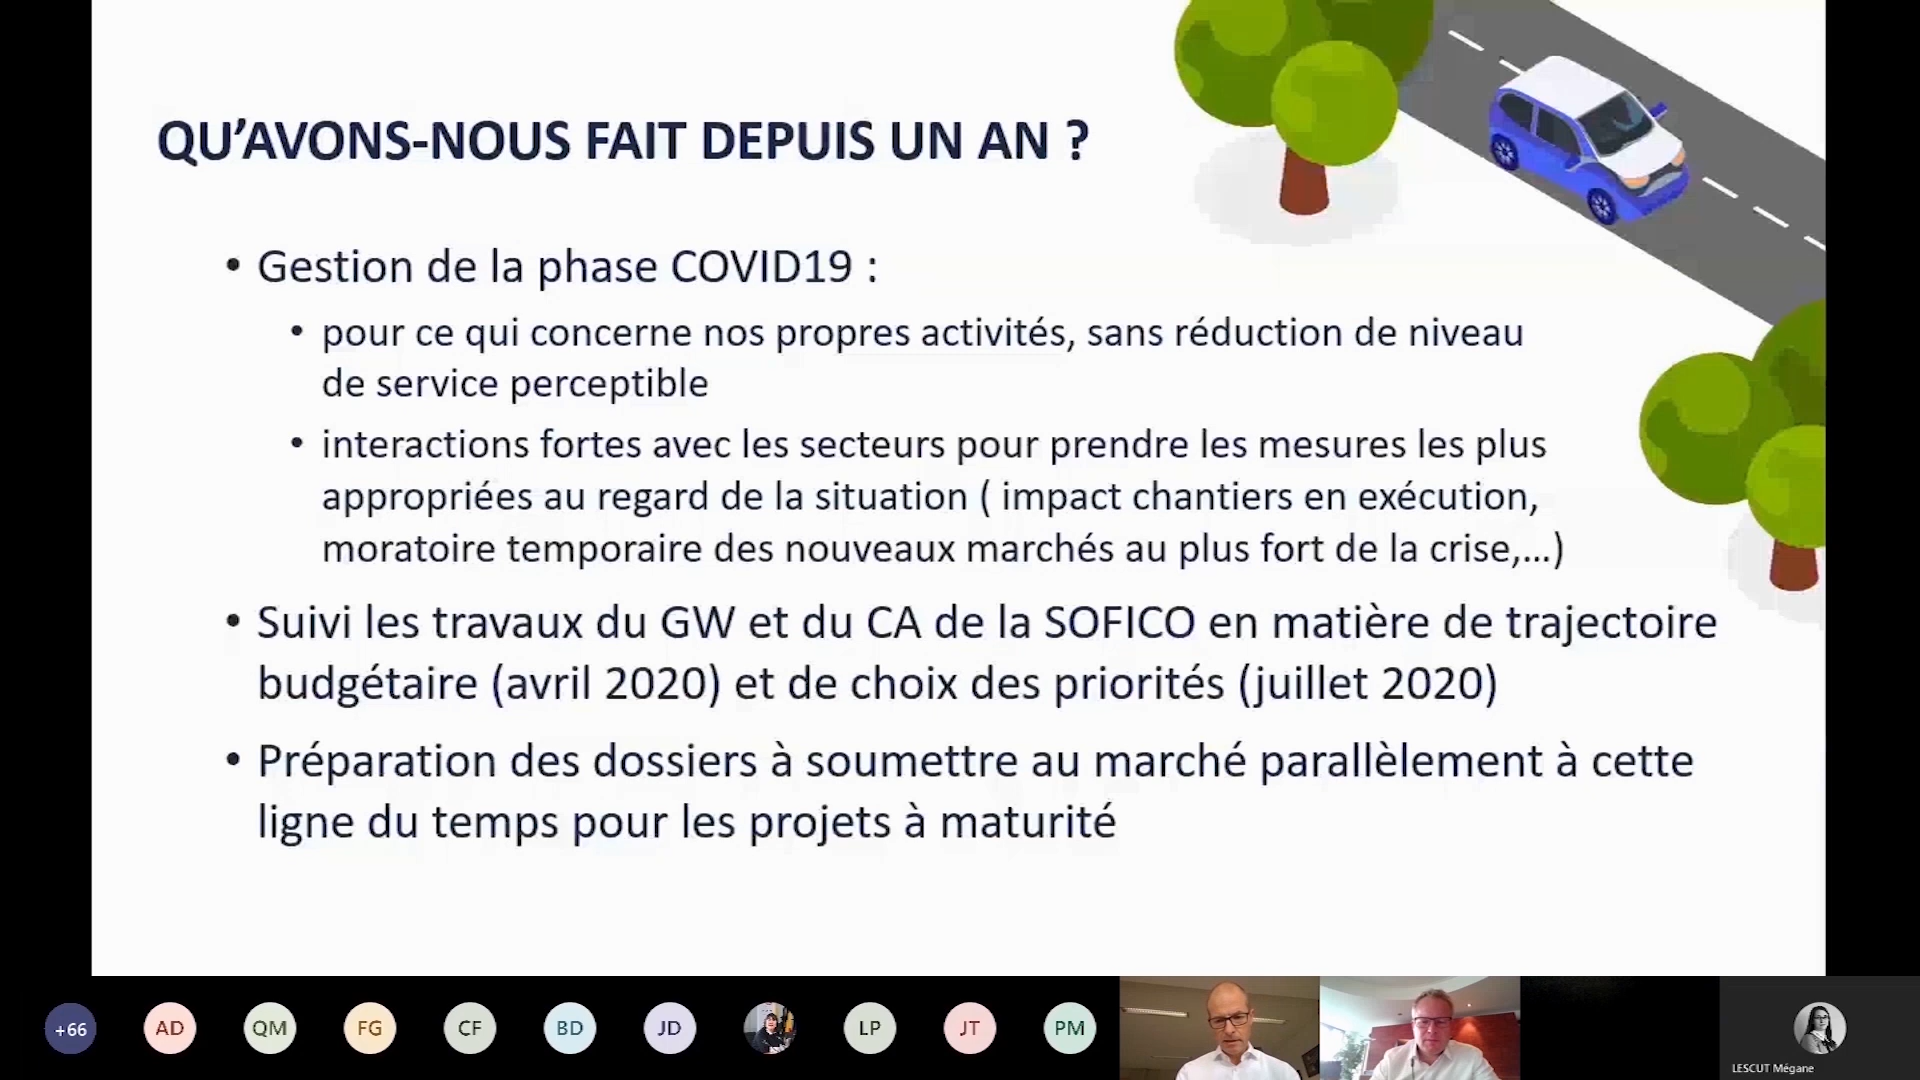 QU’AVONS-NOUS FAIT DEPUIS UN AN ?
• Gestion de la phase COVID19 :
• pour ce qui concerne nos propres activités, sans réduction de niveau
de service perceptible
• interactions fortes avec les secteurs pour prendre les mesures les plus
appropriées au regard de la situation ( impact chantiers en exécution,
moratoire temporaire des nouveaux marchés au plus fort de la crise,...)
• Suivi les travaux du GW et du CA de la SOFICO en matière de trajectoire
budgétaire (avril 2020) et de choix des priorités (juillet 2020)
• Préparation des dossiers à soumettre au marché parallèlement à cette
ligne du temps pour les projets à maturité
+66 AD QM FG CF BD JD LP JT PM
LESCUT Mégane